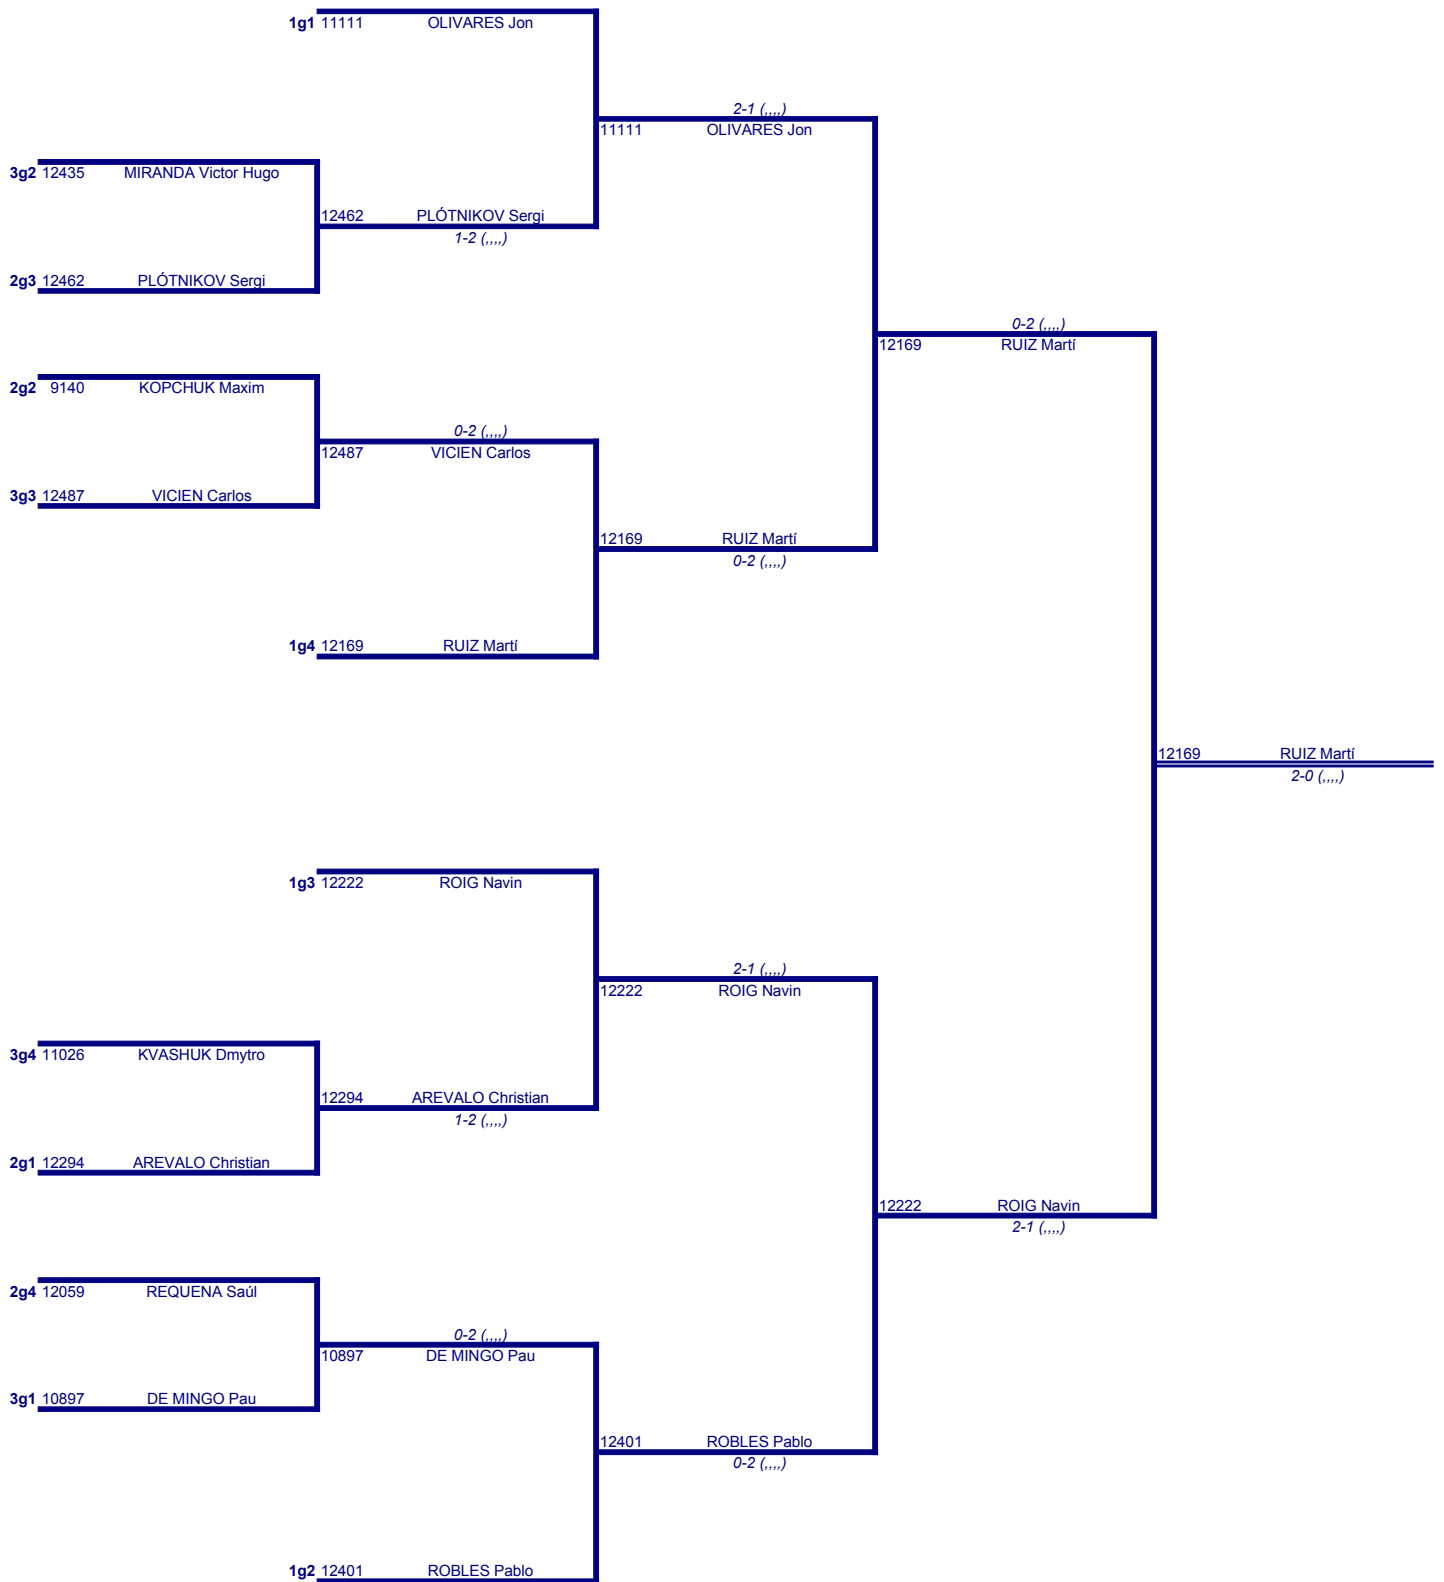 1g1 11111 OLIVARES Jon
2-1 (,,,,)
11111 OLIVARES Jon
3g2 12435 MIRANDA Victor Hugo
12462 PLÓTNIKOV Sergi
1-2 (,,,,)
2g3 12462 PLÓTNIKOV Sergi
0-2 (,,,,)
12169 RUIZ Martí
2g2 9140 KOPCHUK Maxim
0-2 (,,,,)
12487 VICIEN Carlos
3g3 12487 VICIEN Carlos
12169 RUIZ Martí
0-2 (,,,,)
1g4 12169 RUIZ Martí
12169 RUIZ Martí
2-0 (,,,,)
1g3 12222 ROIG Navin
2-1 (,,,,)
12222 ROIG Navin
3g4 11026 KVASHUK Dmytro
12294 AREVALO Christian
1-2 (,,,,)
2g1 12294 AREVALO Christian
12222 ROIG Navin
2-1 (,,,,)
2g4 12059 REQUENA Saúl
0-2 (,,,,)
10897 DE MINGO Pau
3g1 10897 DE MINGO Pau
12401 ROBLES Pablo
0-2 (,,,,)
1g2 12401 ROBLES Pablo